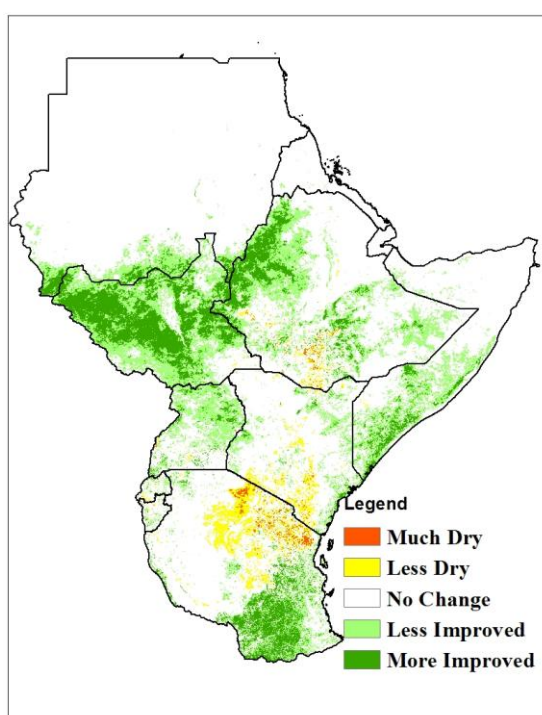 Legend
Much Dry
Less Dry
No Change
Less Improved
More Improved